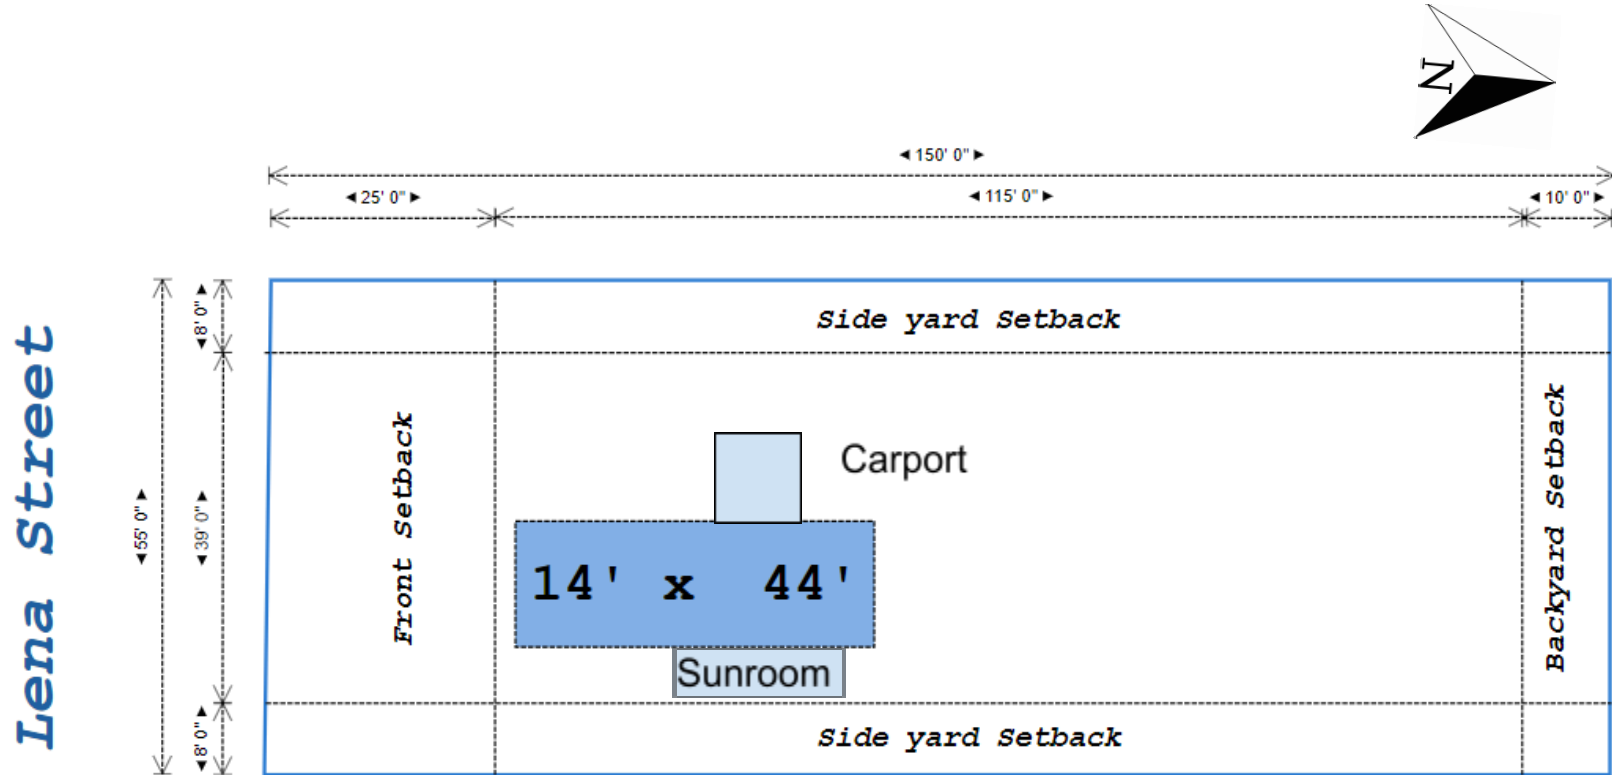 N
◄ 150' 0" ►
◄ 25' 0" ►
◄ 115' 0" ►
◄ 10' 0" ►
◄ 8' 0" ►
Side yard Setback
Lena Street
◄ 55' 0" ►
◄ 39' 0" ►
Front Setback
Carport
Backyard Setback
14' x 44'
Sunroom
◄ 8' 0" ►
Side yard Setback